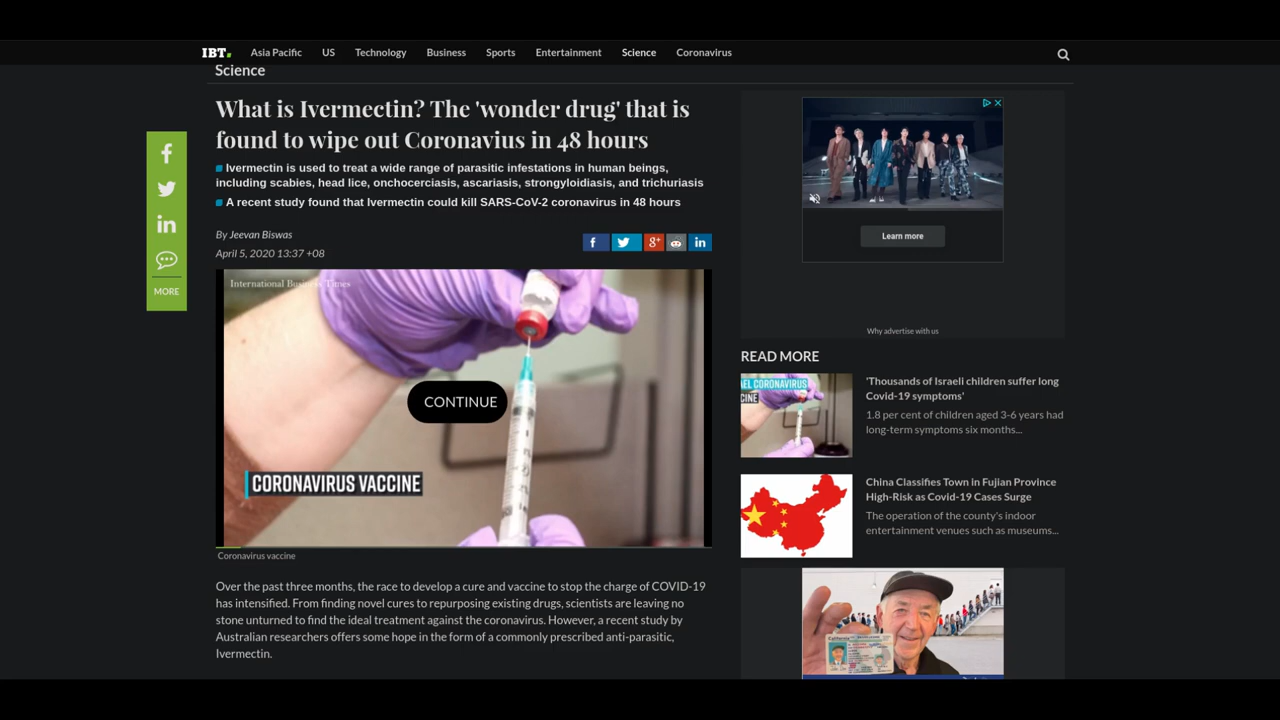 IBT. Asia Pacific US Technology Business Sports Entertainment Science Coronavirus
Science
What is Ivermectin? The 'wonder drug' that is
found to wipe out Coronavius in 48 hours
Ivermectin is used to treat a wide range of parasitic infestations in human beings,
including scabies, head lice, onchocerciasis, ascariasis, strongyloidiasis, and trichuriasis
A recent study found that Ivermectin could kill SARS-CoV-2 coronavirus in 48 hours
By Jeevan Biswas
April 5, 2020 13:37 +08
MORE
International Business Times
CONTINUE
CORONAVIRUS VACCINE
Coronavirus vaccine
Over the past three months, the race to develop a cure and vaccine to stop the charge of COVID-19
has intensified. From finding novel cures to repurposing existing drugs, scientists are leaving no
stone unturned to find the ideal treatment against the coronavirus. However, a recent study by
Australian researchers offers some hope in the form of a commonly prescribed anti-parasitic,
Ivermectin.
Learn more
Why advertise with us
READ MORE
'Thousands of Israeli children suffer long
Covid-19 symptoms'
1.8 per cent of children aged 3-6 years had
long-term symptoms six months...
China Classifies Town in Fujian Province
High-Risk as Covid-19 Cases Surge
The operation of the county's indoor
entertainment venues such as museums...